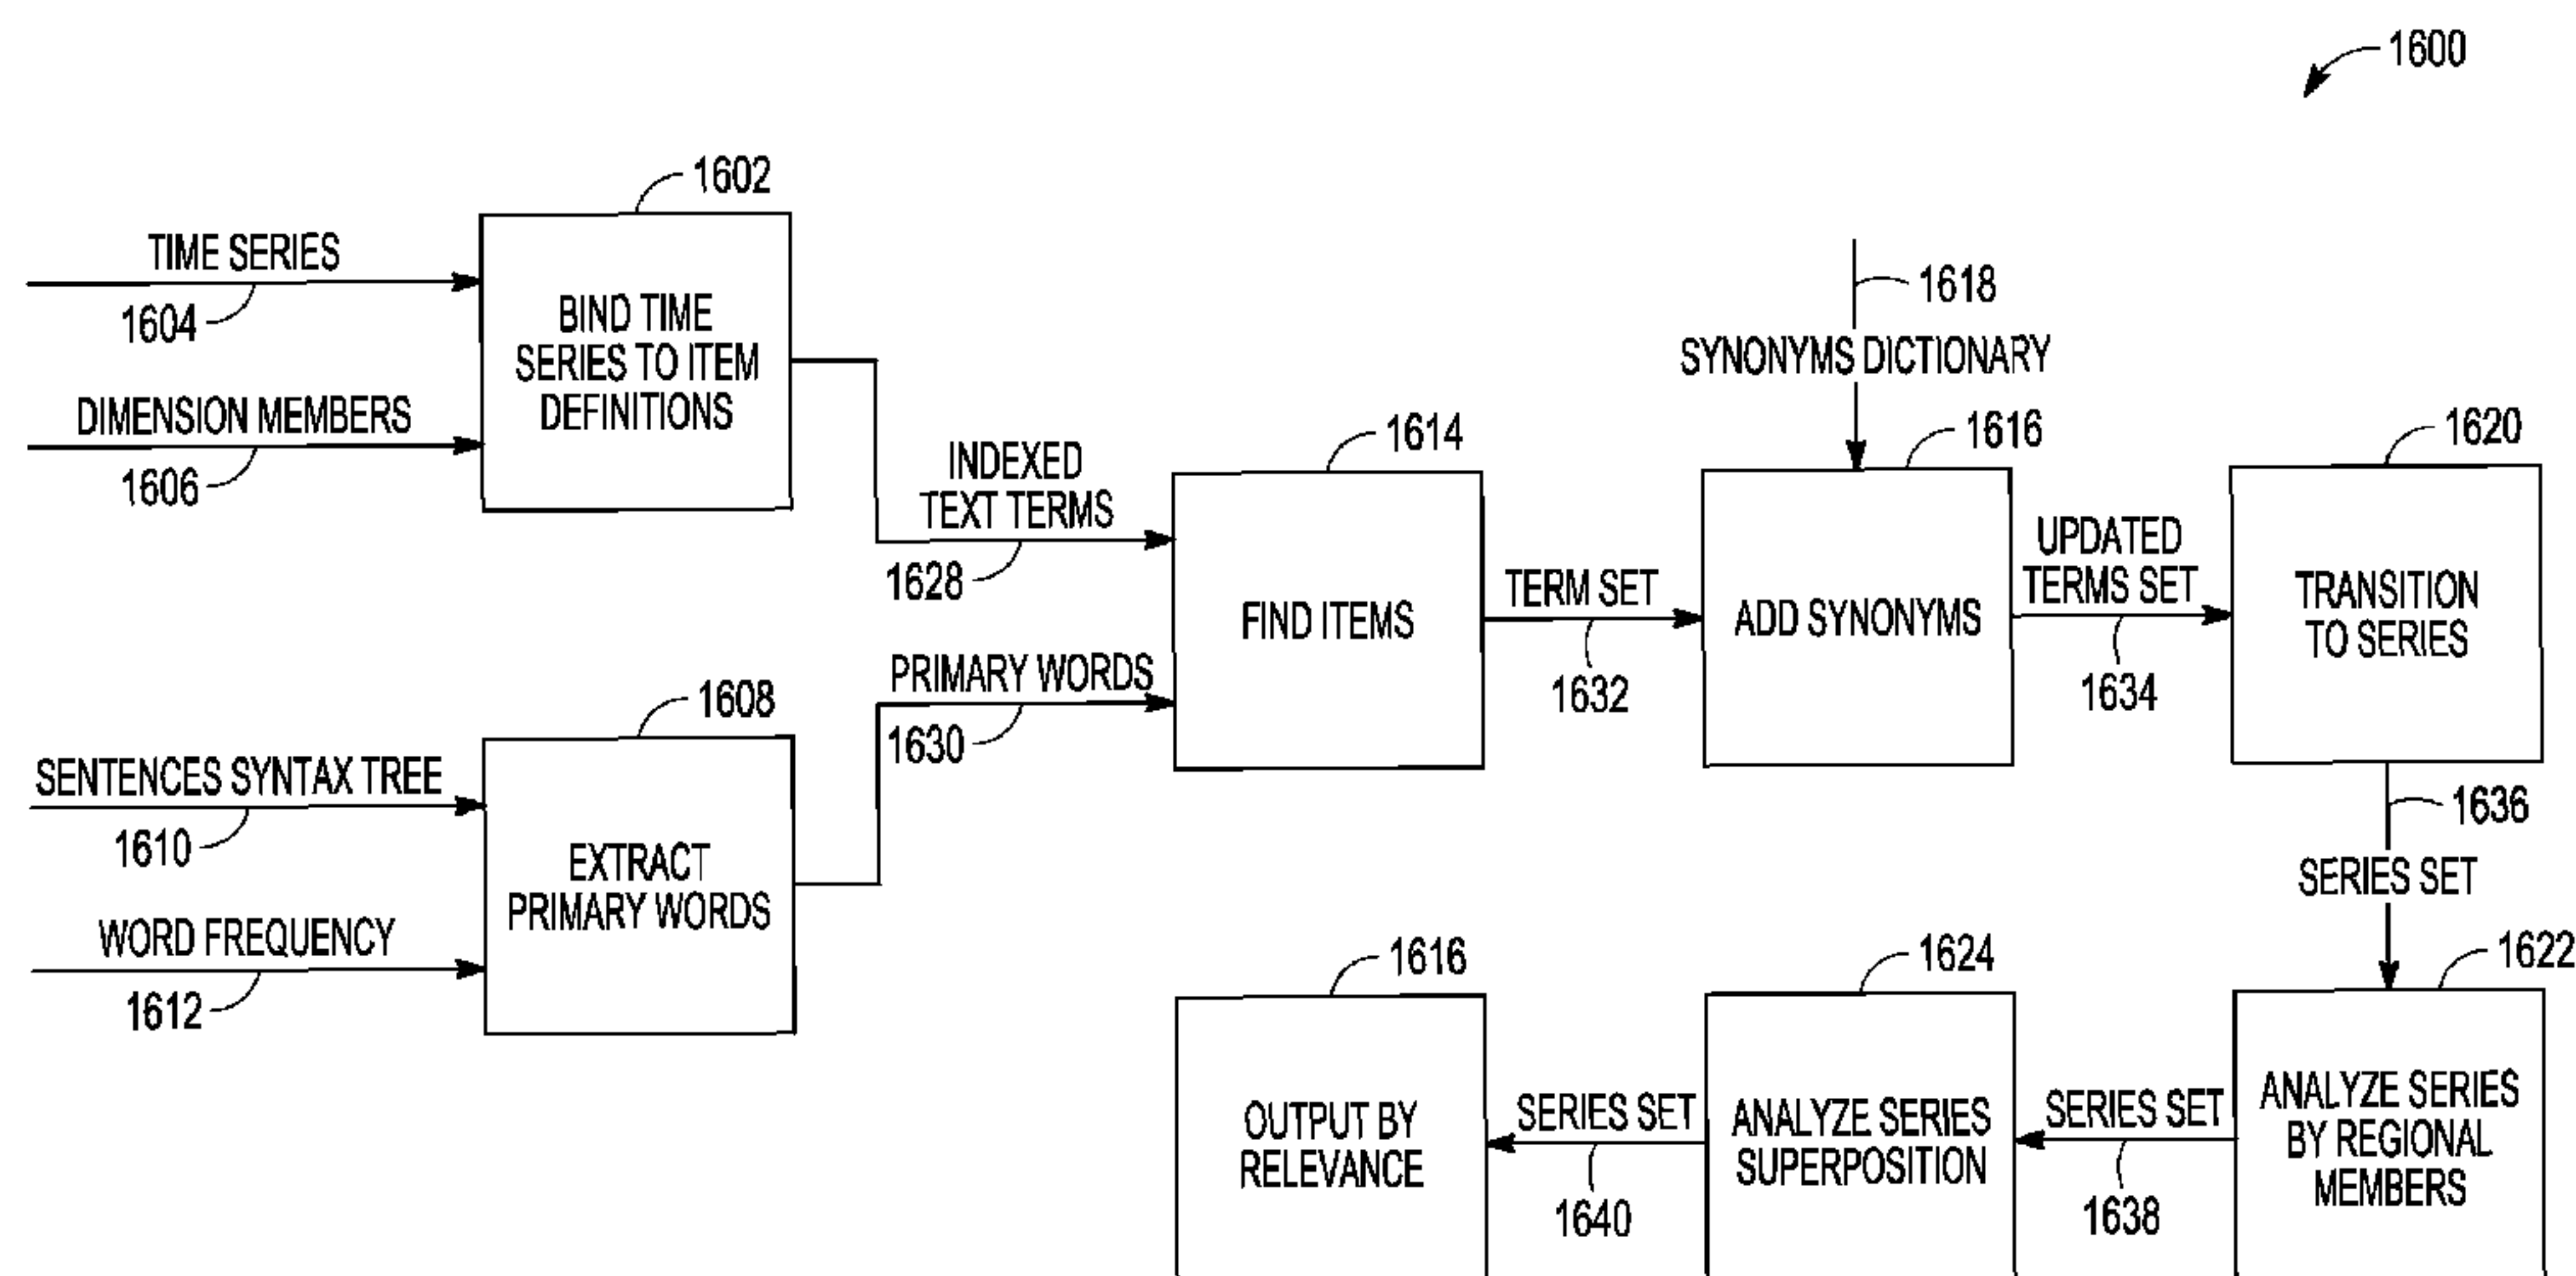 1600
1602
TIME SERIES
1604
DIMENSION MEMBERS
1606
BIND TIME
SERIES TO ITEM
DEFINITIONS
INDEXED
TEXT TERMS
1628
1608
SENTENCES SYNTAX TREE
1610
WORD FREQUENCY
1612
EXTRACT
PRIMARY WORDS
PRIMARY WORDS
1630
1614
FIND ITEMS
TERM SET
1632
1618
SYNONYMS DICTIONARY
1616
ADD SYNONYMS
UPDATED
TERMS SET
1634
1620
TRANSITION
TO SERIES
1636
SERIES SET
1622
ANALYZE SERIES
BY REGIONAL
MEMBERS
SERIES SET
1638
1624
ANALYZE SERIES
SUPERPOSITION
SERIES SET
1640
1616
OUTPUT BY
RELEVANCE